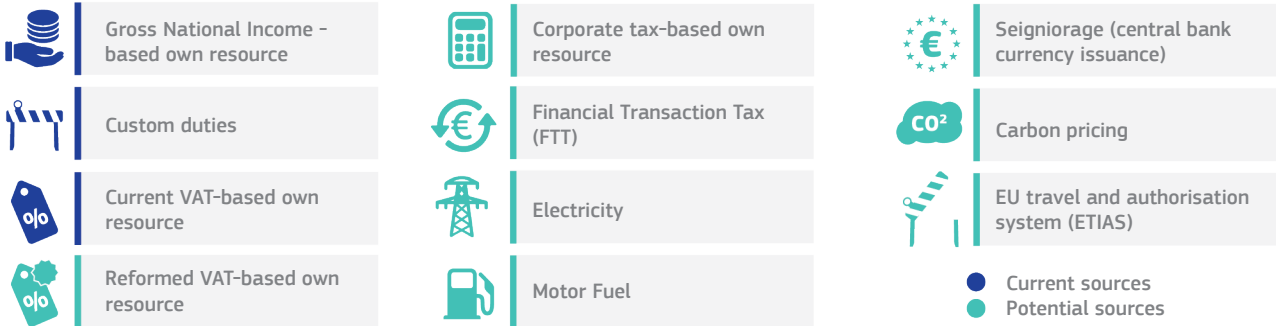 Gross National Income -
based own resource
Custom duties
%
Current VAT-based own
resource
%
Reformed VAT-based own
resource
Corporate tax-based own
resource
€
Financial Transaction Tax
(FTT)
Electricity
Motor Fuel
€
Seigniorage (central bank
currency issuance)
CO²
Carbon pricing
EU travel and authorisation
system (ETIAS)
Current sources
Potential sources